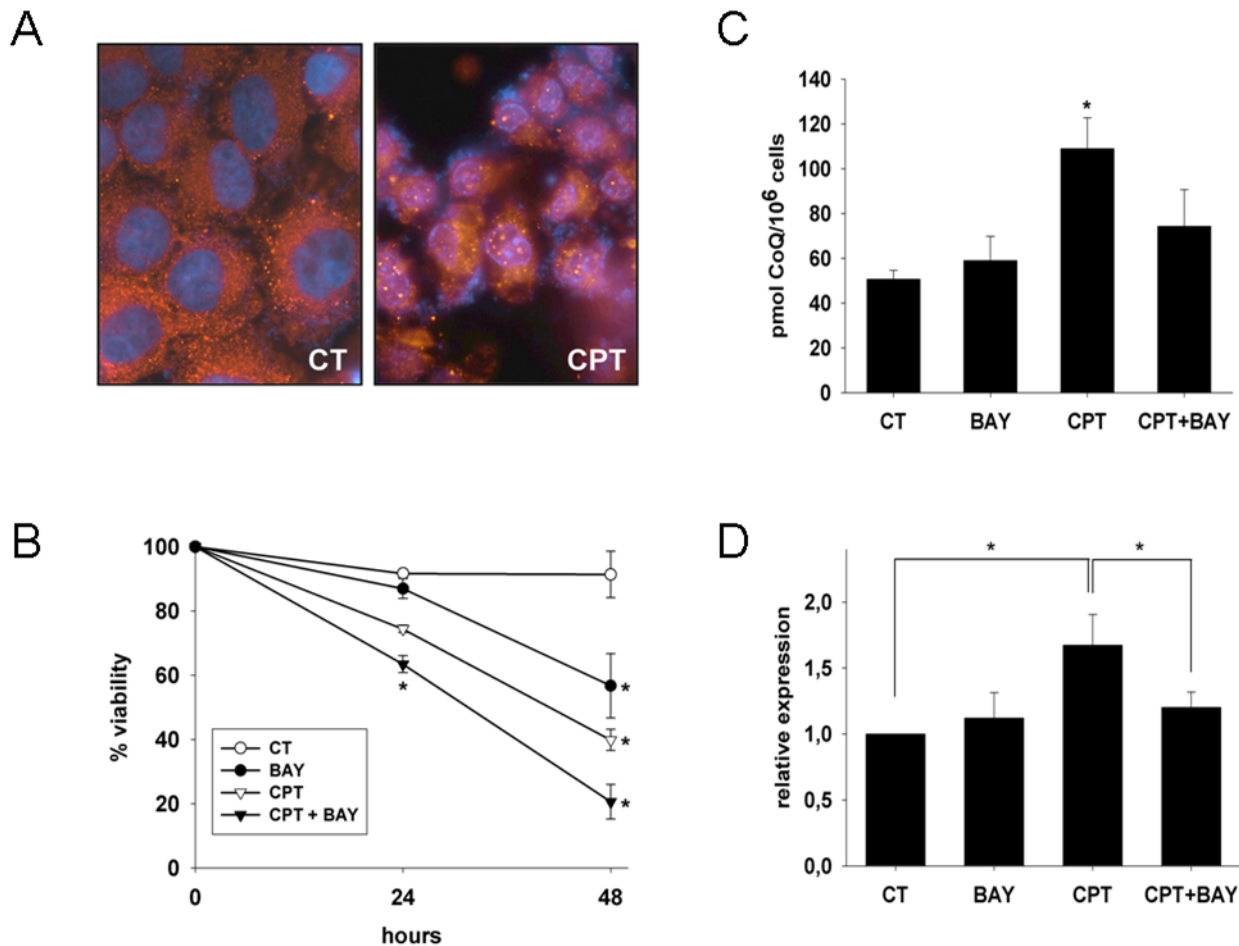 A
CT
CPT
C
pmol CoQ/10⁶ cells
140
120
100
80
60
40
20
0
*
CT BAY CPT CPT+BAY
B
% viability
100
80
60
40
20
0
*
*
*
*
CT
BAY
CPT
CPT + BAY
0 24 48
hours
D
relative expression
2,0
1,5
1,0
0,5
0,0
* *
CT BAY CPT CPT+BAY